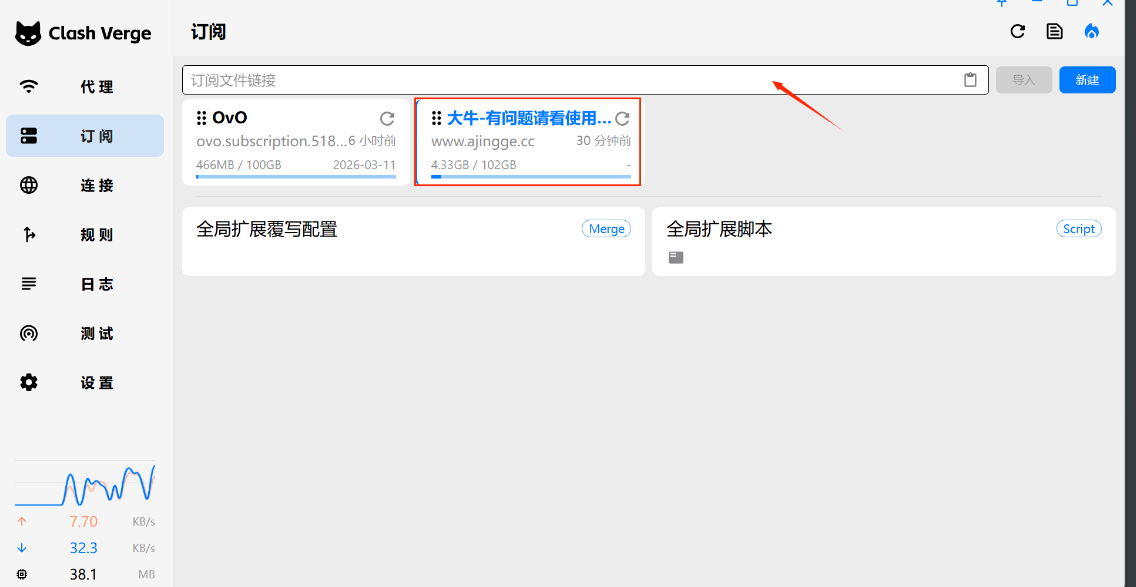 Clash Verge
订阅
代理
订阅
连接
规则
日志
测试
设置
订阅文件链接
导入
新建
OvO
ovo.subscription.518... 6 小时前
466MB / 100GB 2026-03-11
大牛-有问题请看使用...
www.ajingge.cc 30 分钟前
4.33GB / 102GB -
全局扩展覆写配置 Merge
全局扩展脚本 Script
7.70 KB/s
32.3 KB/s
38.1 MB